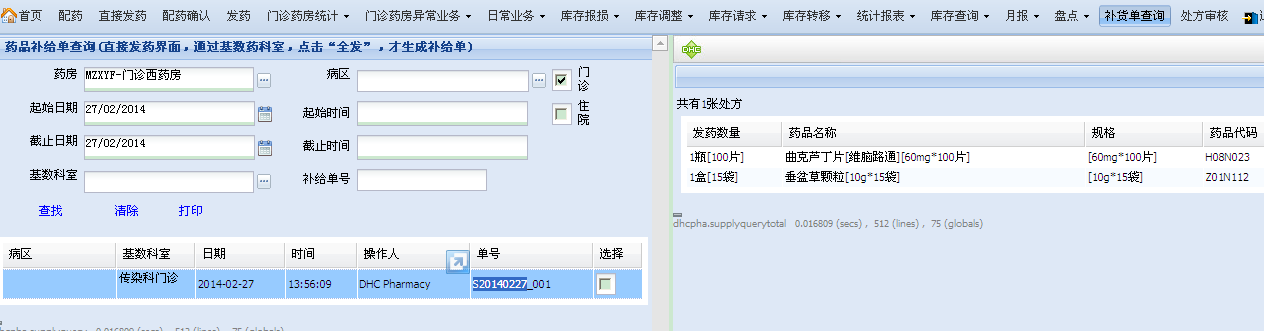 首页 配药 直接发药 配药确认 发药 门诊药房统计 门诊药房异常业务 日常业务 库存报损 库存调整 库存请求 库存转移 统计报表 库存查询 月报 盘点 补货单查询 处方审核
药品补给单查询(直接发药界面,通过基数药科室,点击“全发”,才生成补给单)
药房 MZXYF-门诊西药房 病区 门诊
起始日期 27/02/2014 起始时间 住院
截止日期 27/02/2014 截止时间
基数科室 补给单号
查找 清除 打印
病区 基数科室 日期 时间 操作人 单号 选择
传染科门诊 2014-02-27 13:56:09 DHC Pharmacy S20140227_001
dhcpha.supplyquery 0.016809 (secs) , 512 (lines) , 75 (globals)
DHC
共有1张处方
发药数量 药品名称 规格 药品代码
1瓶[100片] 曲克芦丁片[维脑路通][60mg*100片] [60mg*100片] H08N023
1盒[15袋] 垂盆草颗粒[10g*15袋] [10g*15袋] Z01N112
dhcpha.supplyquerytotal 0.016809 (secs) , 512 (lines) , 75 (globals)